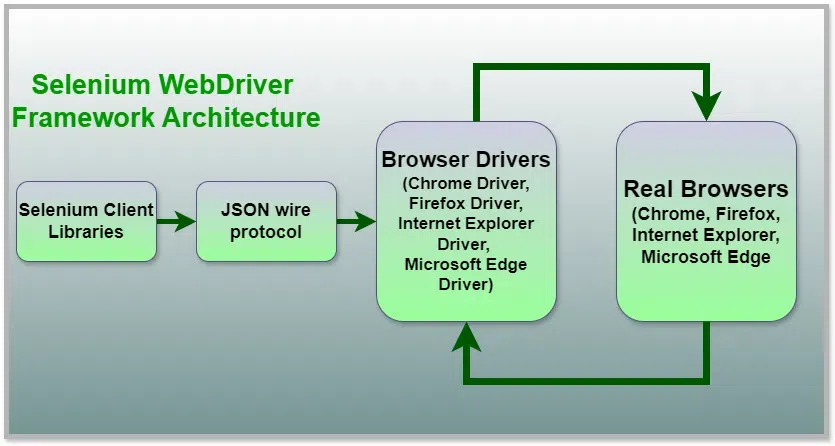 Selenium WebDriver
Framework Architecture
Selenium Client
Libraries
JSON wire
protocol
Browser Drivers
(Chrome Driver,
Firefox Driver,
Internet Explorer
Driver,
Microsoft Edge
Driver)
Real Browsers
(Chrome, Firefox,
Internet Explorer,
Microsoft Edge